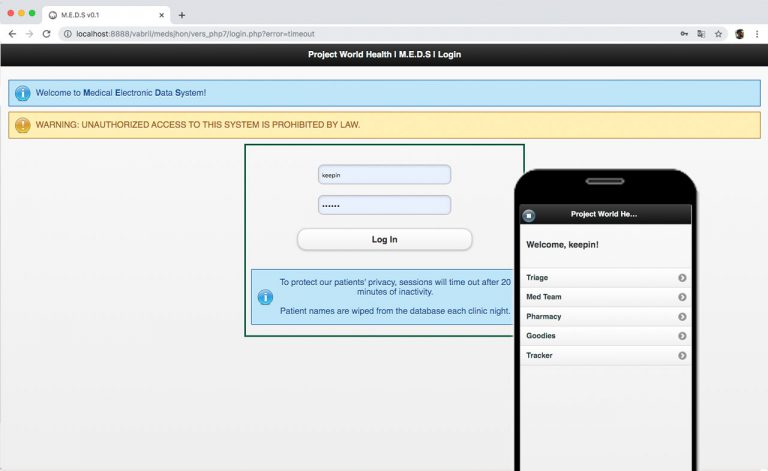 M.E.D.S v0.1
localhost:8888/vabril/medsjhon/vers_php7/login.php?error=timeout
Project World Health | M.E.D.S | Login
Welcome to Medical Electronic Data System!
WARNING: UNAUTHORIZED ACCESS TO THIS SYSTEM IS PROHIBITED BY LAW.
keepin
••••••
Log In
To protect our patients' privacy, sessions will time out after 20
minutes of inactivity.
Patient names are wiped from the database each clinic night.
Project World He...
Welcome, keepin!
Triage
Med Team
Pharmacy
Goodies
Tracker